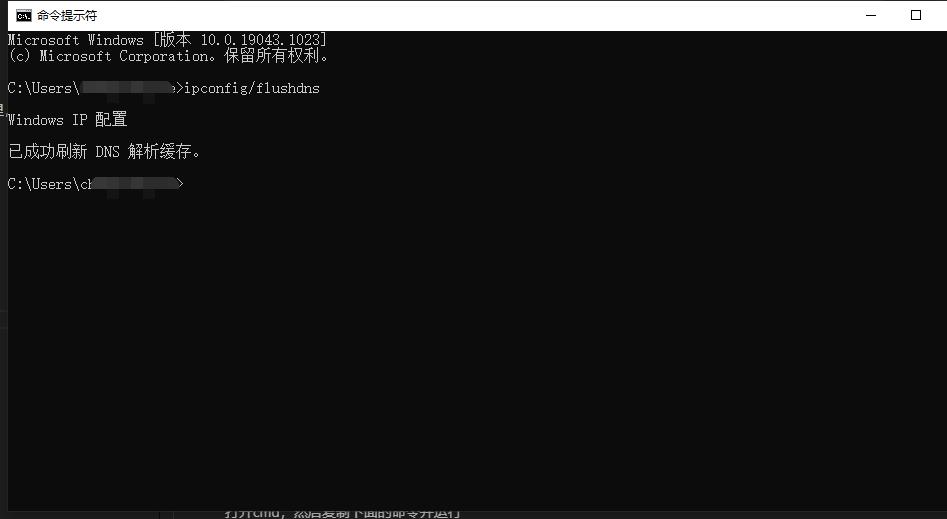 命令提示符
Microsoft Windows [版本 10.0.19043.1023]
(c) Microsoft Corporation。保留所有权利。
C:\Users\ e>ipconfig/flushdns
Windows IP 配置
已成功刷新 DNS 解析缓存。
C:\Users\ch >
打开cmd，然后复制下面的命令并运行